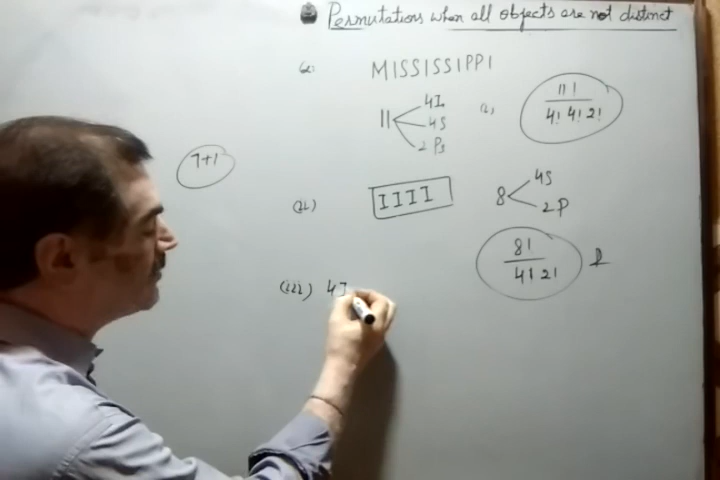 Permutations when all objects are not distinct
MISSISSIPPI
11 4I 4S 2Ps
(i) 11! / 4! 4! 2!
7+1
(ii) IIII 8 4S 2P
8! / 4! 2!
(iii) 4I